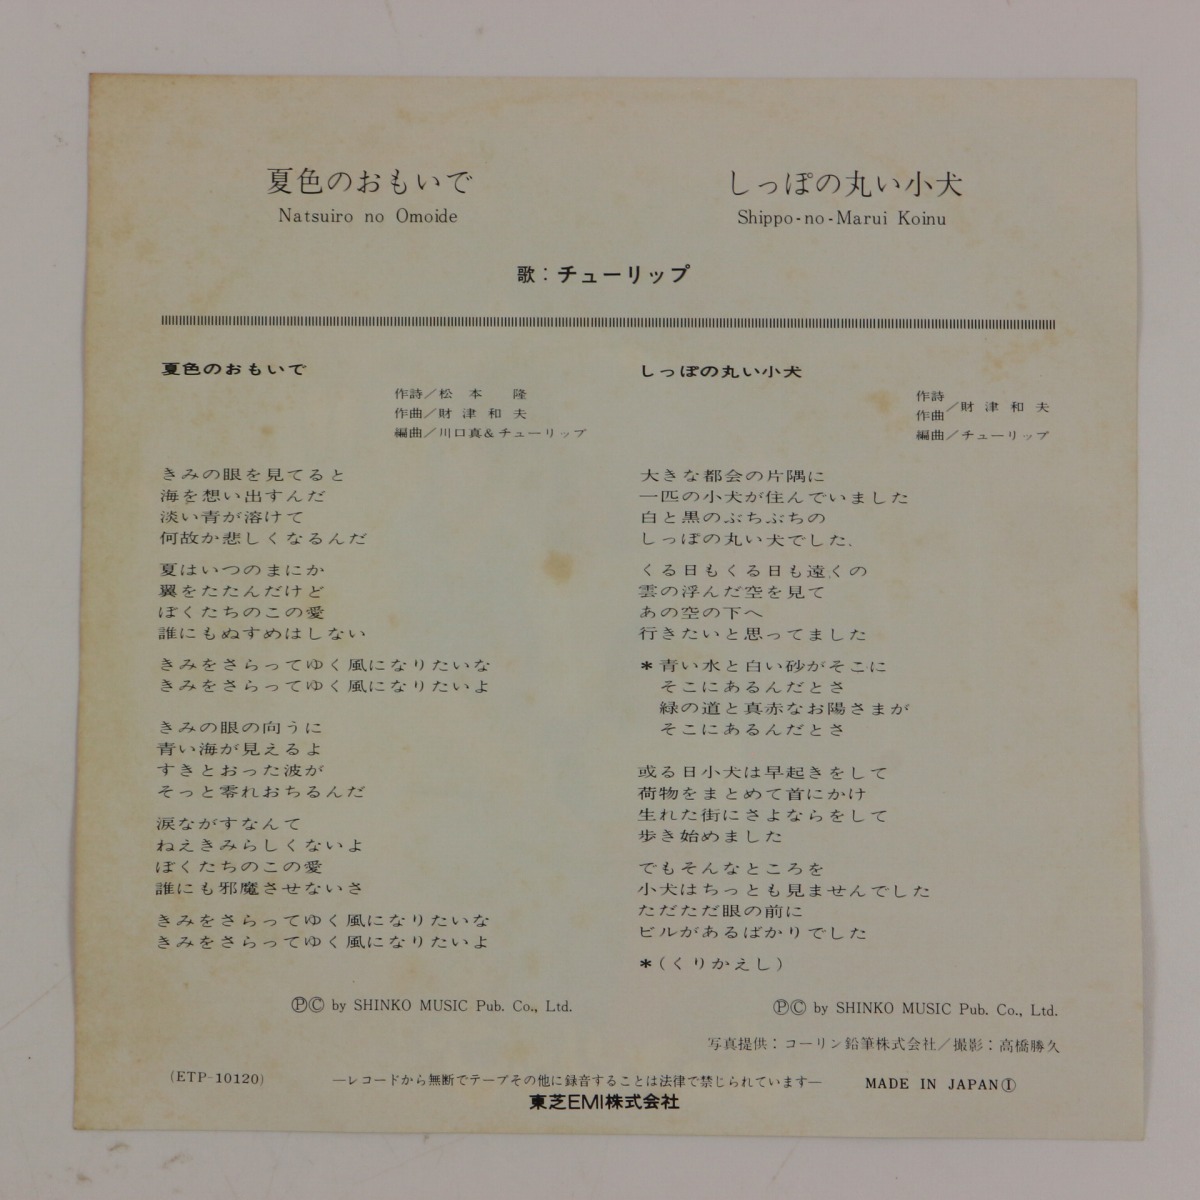 夏色のおもいで
Natsuiro no Omoide
しっぽの丸い小犬
Shippo-no-Marui Koinu
歌：チューリップ
夏色のおもいで
作詩／松本 隆
作曲／財津和夫
編曲／川口真＆チューリップ
きみの眼を見てると
海を想い出すんだ
淡い青が溶けて
何故か悲しくなるんだ
夏はいつのまにか
翼をたたんだけど
ぼくたちのこの愛
誰にもぬすめはしない
きみをさらってゆく風になりたいな
きみをさらってゆく風になりたいよ
きみの眼の向うに
青い海が見えるよ
すきとおった波が
そっと零れおちるんだ
涙ながすなんて
ねえきみらしくないよ
ぼくたちのこの愛
誰にも邪魔させないさ
きみをさらってゆく風になりたいな
きみをさらってゆく風になりたいよ
ⓅⒸ by SHINKO MUSIC Pub. Co., Ltd.
しっぽの丸い小犬
作詩
作曲／財津和夫
編曲／チューリップ
大きな都会の片隅に
一匹の小犬が住んでいました
白と黒のぶちぶちの
しっぽの丸い犬でした、
くる日もくる日も遠くの
雲の浮んだ空を見て
あの空の下へ
行きたいと思ってました
＊青い水と白い砂がそこに
そこにあるんだとさ
緑の道と真赤なお陽さまが
そこにあるんだとさ
或る日小犬は早起きをして
荷物をまとめて首にかけ
生れた街にさよならをして
歩き始めました
でもそんなところを
小犬はちっとも見ませんでした
ただただ眼の前に
ビルがあるばかりでした
＊（くりかえし）
ⓅⒸ by SHINKO MUSIC Pub. Co., Ltd.
写真提供：コーリン鉛筆株式会社／撮影：高橋勝久
(ETP-10120)
—レコードから無断でテープその他に録音することは法律で禁じられています—
MADE IN JAPANⒾ
東芝EMI株式会社